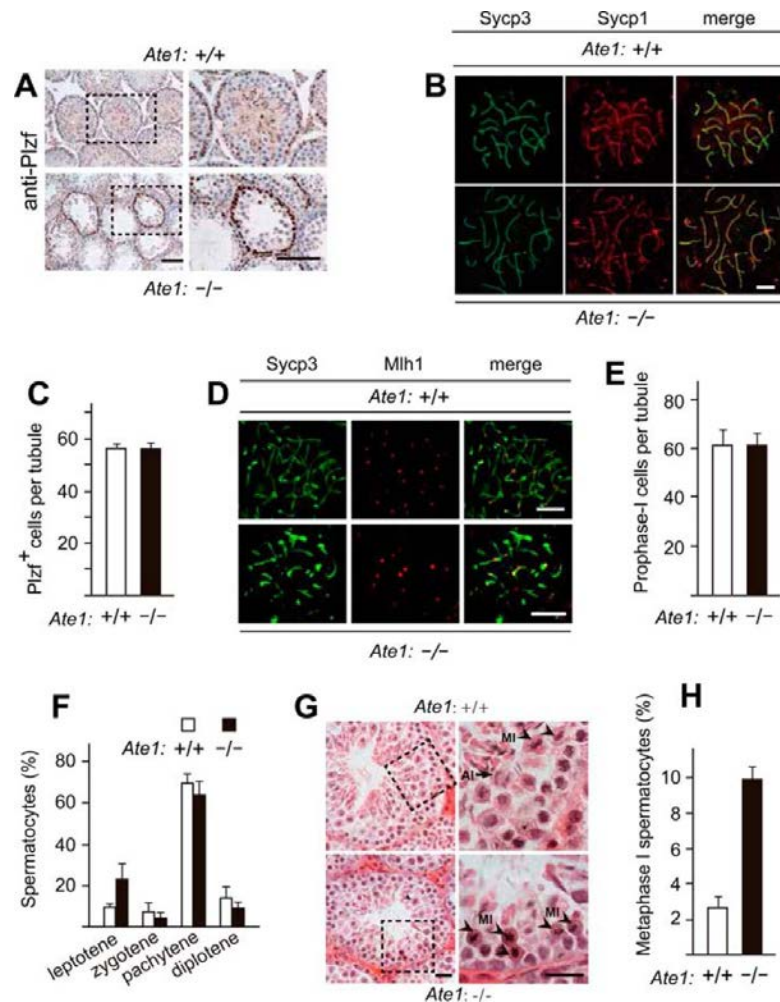 Sycp3 Sycp1 merge
Ate1: +/+
Ate1: +/+
A
B
anti-Plzf
Ate1: −/−
Ate1: −/−
C
Plzf+ cells per tubule
60
40
20
Ate1: +/+ −/−
D
Sycp3 Mlh1 merge
Ate1: +/+
Ate1: −/−
E
Prophase-I cells per tubule
80
60
40
20
Ate1: +/+ −/−
F
Ate1: +/+ −/−
Spermatocytes (%)
80
60
40
20
leptotene
zygotene
pachytene
diplotene
G
Ate1: +/+
MI
AI
MI
MI
Ate1: -/-
H
Metaphase I spermatocytes (%)
10
8
6
4
2
Ate1: +/+ −/−